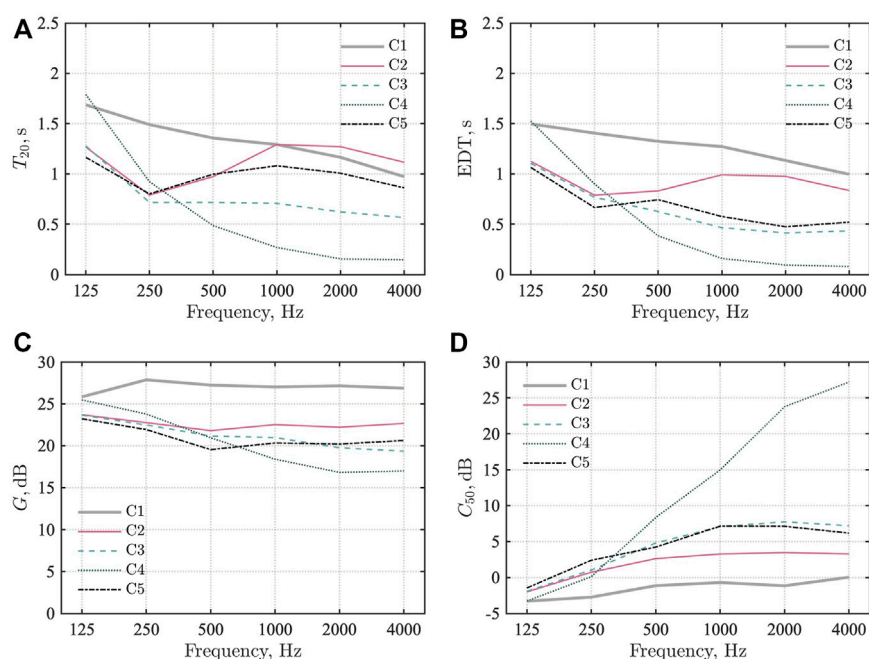 A
T20, s
2.5
2
1.5
1
0.5
0
125 250 500 1000 2000 4000
Frequency, Hz
C1
C2
C3
C4
C5
B
EDT, s
2.5
2
1.5
1
0.5
0
125 250 500 1000 2000 4000
Frequency, Hz
C1
C2
C3
C4
C5
C
G, dB
30
25
20
15
10
5
0
125 250 500 1000 2000 4000
Frequency, Hz
C1
C2
C3
C4
C5
D
C50, dB
30
25
20
15
10
5
0
-5
125 250 500 1000 2000 4000
Frequency, Hz
C1
C2
C3
C4
C5